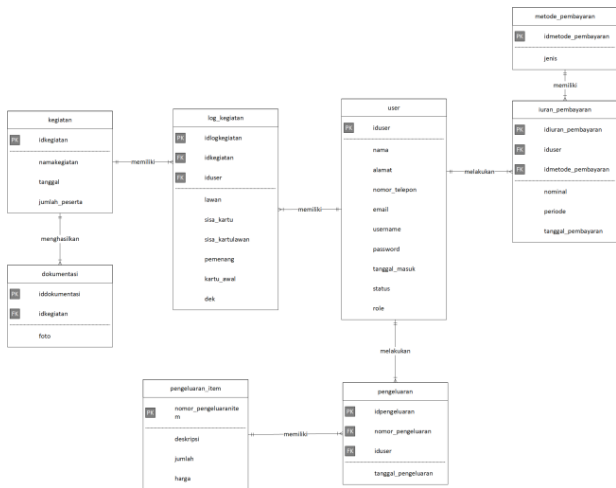 metode_pembayaran
PK idmetode_pembayaran
jenis
memiliki
kegiatan
PK idkegiatan
namakegiatan
tanggal
jumlah_peserta
memiliki
log_kegiatan
PK idlogkegiatan
FK idkegiatan
FK iduser
lawan
sisa_kartu
sisa_kartulawan
pemenang
kartu_awal
dek
memiliki
user
PK iduser
nama
alamat
nomor_telepon
email
username
password
tanggal_masuk
status
role
melakukan
iuran_pembayaran
PK idiuran_pembayaran
FK iduser
FK idmetode_pembayaran
nominal
periode
tanggal_pembayaran
menghasilkan
dokumentasi
PK iddokumentasi
FK idkegiatan
foto
melakukan
pengeluaran_item
PK nomor_pengeluaranite
m
deskripsi
jumlah
harga
memiliki
pengeluaran
PK idpengeluaran
FK nomor_pengeluaran
FK iduser
tanggal_pengeluaran